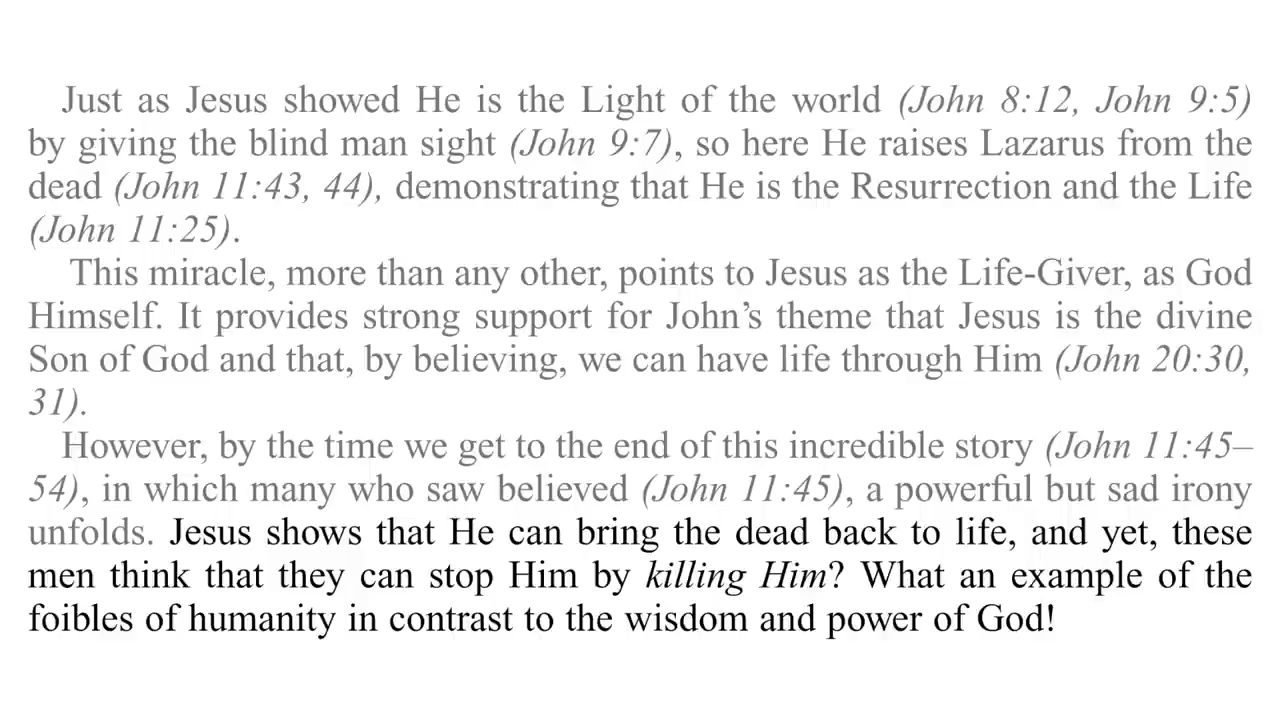 Just as Jesus showed He is the Light of the world (John 8:12, John 9:5)
by giving the blind man sight (John 9:7), so here He raises Lazarus from the
dead (John 11:43, 44), demonstrating that He is the Resurrection and the Life
(John 11:25).
This miracle, more than any other, points to Jesus as the Life-Giver, as God
Himself. It provides strong support for John’s theme that Jesus is the divine
Son of God and that, by believing, we can have life through Him (John 20:30,
31).
However, by the time we get to the end of this incredible story (John 11:45–
54), in which many who saw believed (John 11:45), a powerful but sad irony
unfolds. Jesus shows that He can bring the dead back to life, and yet, these
men think that they can stop Him by killing Him? What an example of the
foibles of humanity in contrast to the wisdom and power of God!